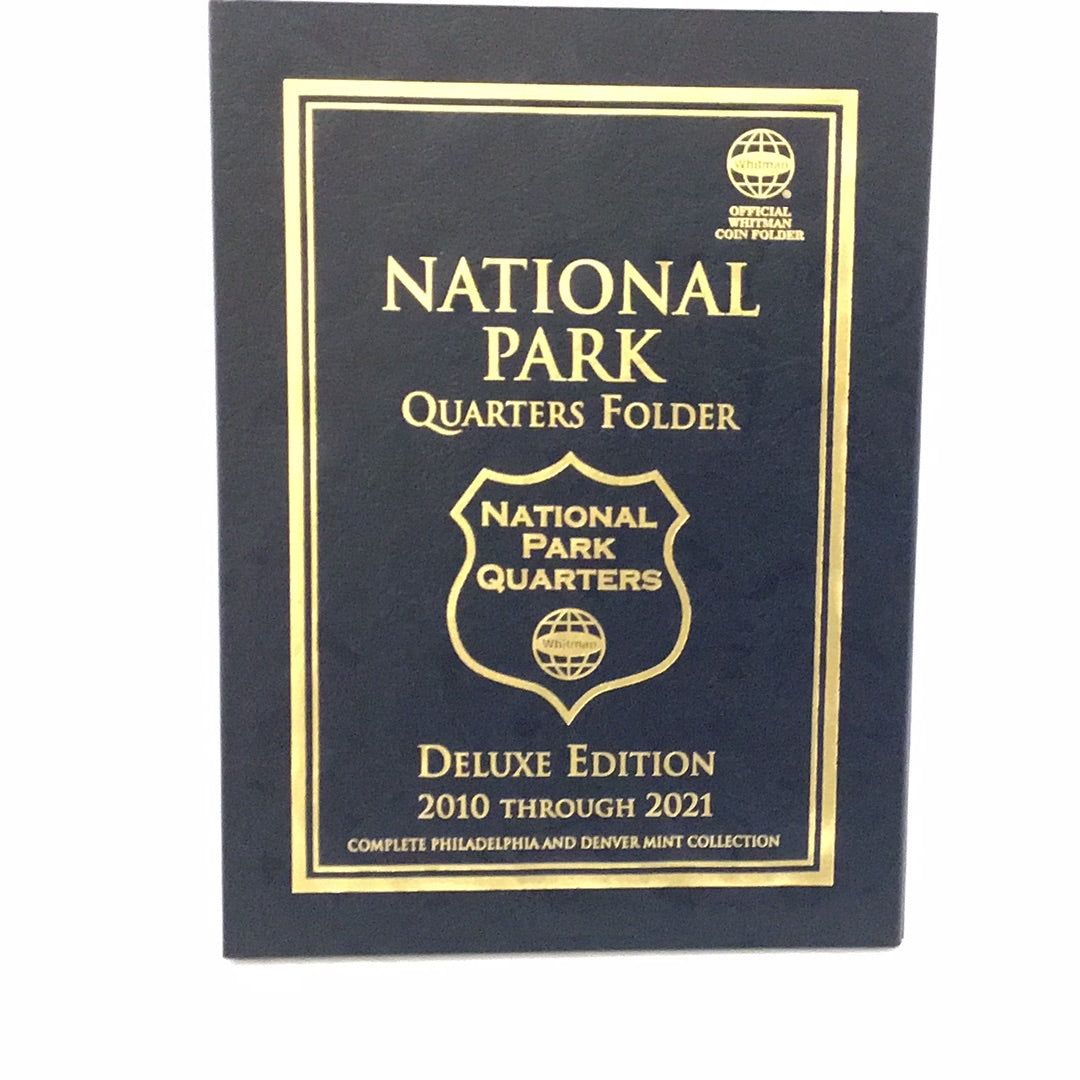 Whitman
OFFICIAL
WHITMAN
COIN FOLDER
NATIONAL
PARK
QUARTERS FOLDER
NATIONAL
PARK
QUARTERS
Whitman
DELUXE EDITION
2010 THROUGH 2021
COMPLETE PHILADELPHIA AND DENVER MINT COLLECTION